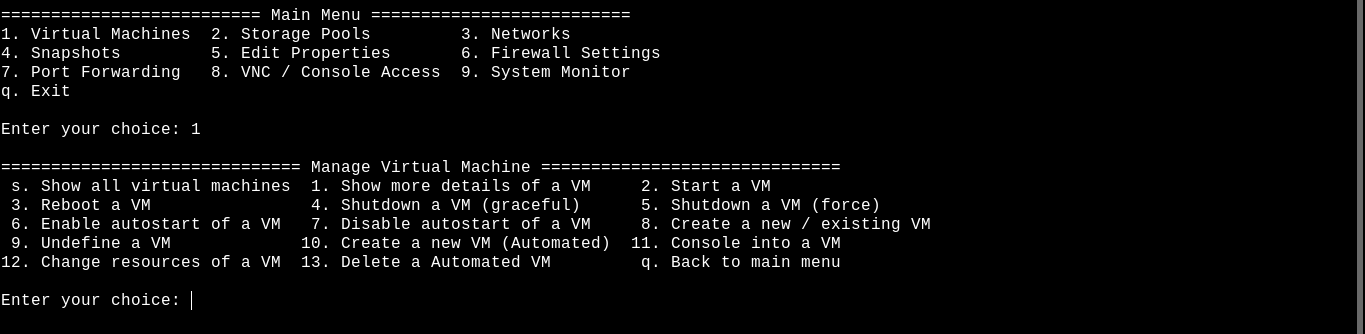 ========================== Main Menu ==========================
1. Virtual Machines  2. Storage Pools         3. Networks
4. Snapshots         5. Edit Properties       6. Firewall Settings
7. Port Forwarding   8. VNC / Console Access  9. System Monitor
q. Exit
Enter your choice: 1
============================== Manage Virtual Machine ==============================
 s. Show all virtual machines  1. Show more details of a VM     2. Start a VM
 3. Reboot a VM                4. Shutdown a VM (graceful)      5. Shutdown a VM (force)
 6. Enable autostart of a VM   7. Disable autostart of a VM     8. Create a new / existing VM
 9. Undefine a VM             10. Create a new VM (Automated)  11. Console into a VM
12. Change resources of a VM  13. Delete a Automated VM         q. Back to main menu
Enter your choice: